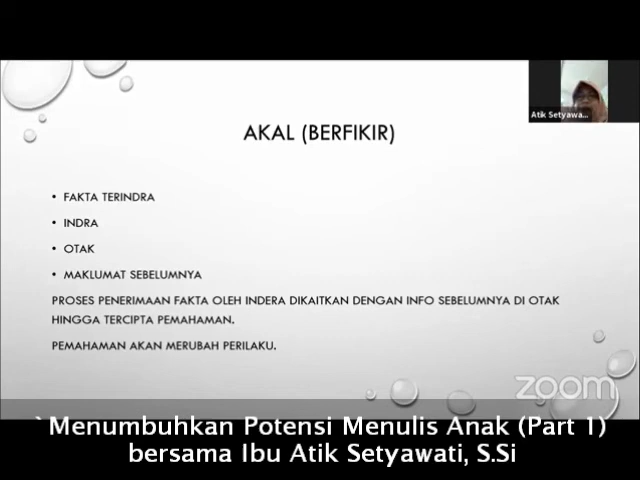 Atik Setyawa...
AKAL (BERFIKIR)
• FAKTA TERINDRA
• INDRA
• OTAK
• MAKLUMAT SEBELUMNYA
PROSES PENERIMAAN FAKTA OLEH INDERA DIKAITKAN DENGAN INFO SEBELUMNYA DI OTAK
HINGGA TERCIPTA PEMAHAMAN.
PEMAHAMAN AKAN MERUBAH PERILAKU.
zoom
`Menumbuhkan Potensi Menulis Anak (Part 1)
bersama Ibu Atik Setyawati, S.Si